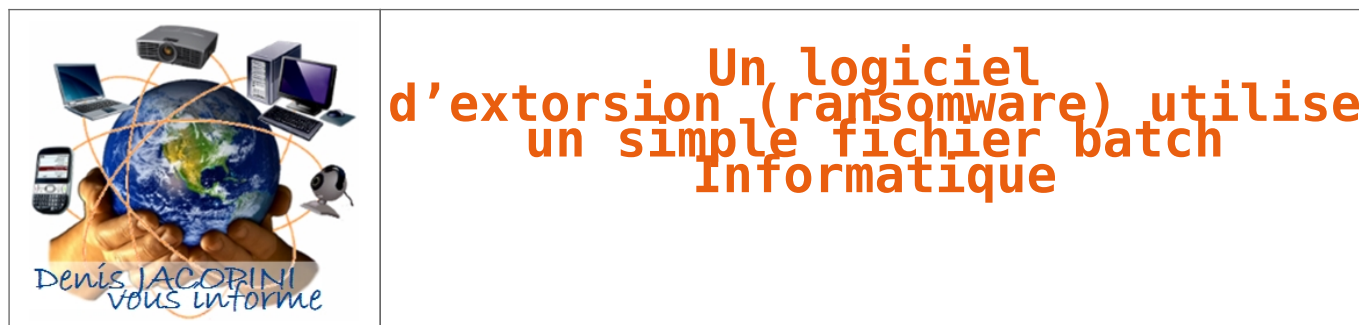 Un logiciel
d’extorsion (ransomware) utilise
un simple fichier batch
Informatique
Denis JACOPINI
vous informe